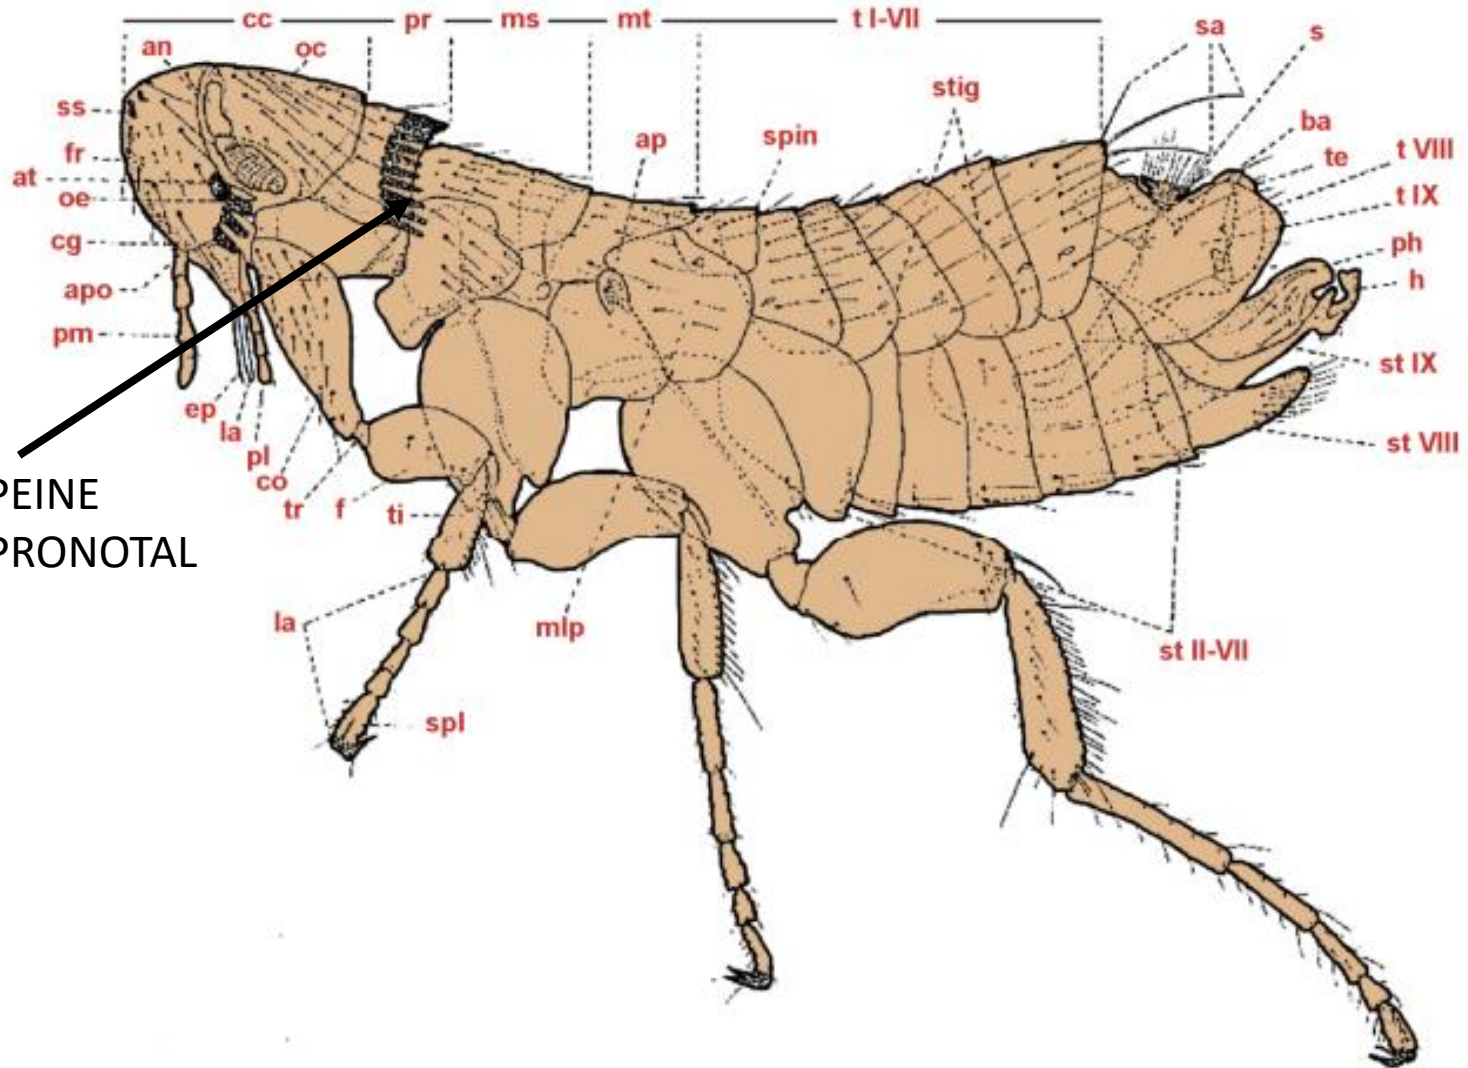 cc pr ms mt t I-VII
an oc sa s
ss stig
fr ap spin ba
at te t VIII
oe t IX
cg ph
apo h
pm
ep st IX
la
pl st VIII
co
tr f ti
PEINE
PRONOTAL
la mlp st II-VII
spl